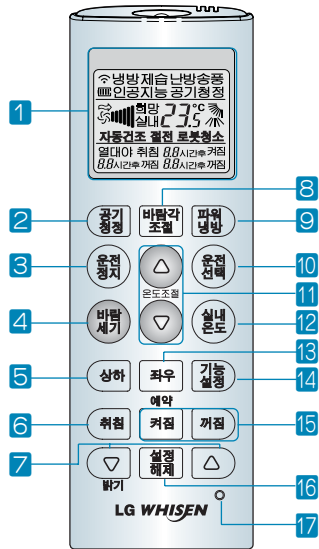 냉방제습난방송풍
인공지능 공기청정
희망
실내 23.5 °C
자동건조 절전 로봇청소
열대야 취침 8.8시간후 켜짐
8.8시간후 꺼짐 8.8시간후 꺼짐
1
8
2 공기청정 바람각조절 파워냉방 9
3 운전정지 운전선택 10
온도조절 11
4 바람세기 실내온도 12
13
5 상하 좌우 기능설정 14
예약
6 취침 켜짐 꺼짐 15
7 설정해제
밝기 16
LG WHISEN 17